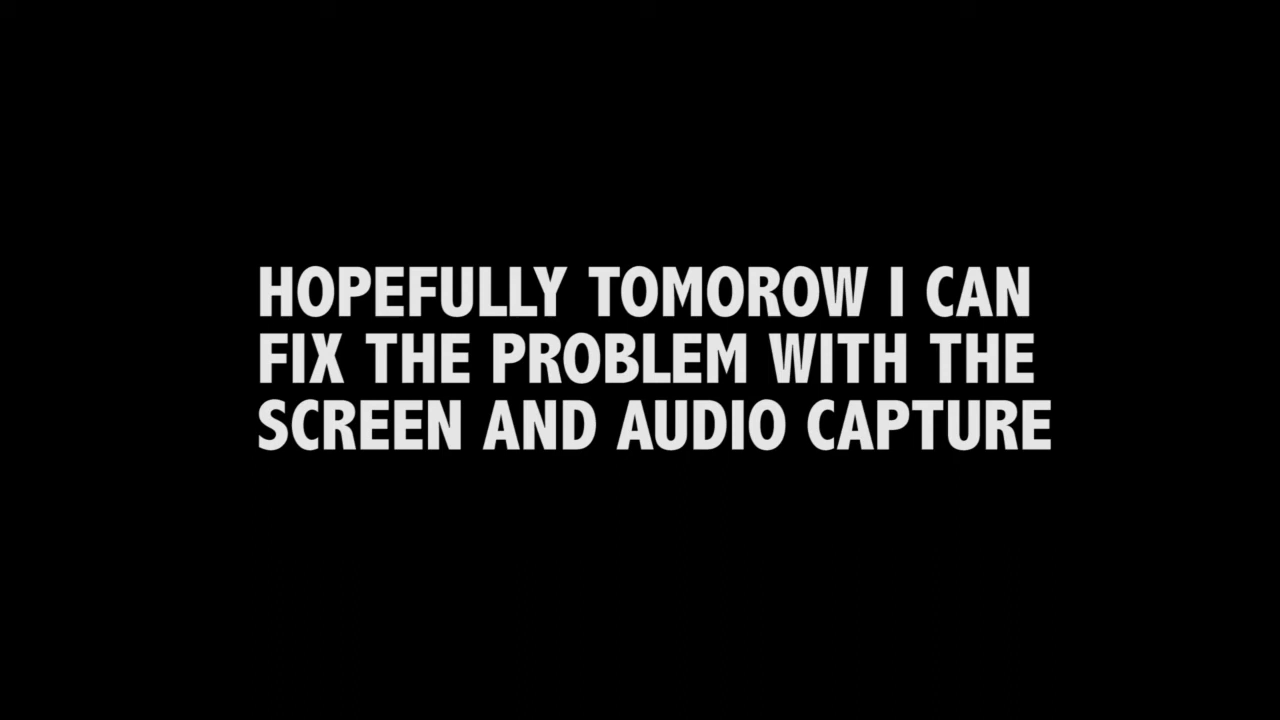 HOPEFULLY TOMOROW I CAN
FIX THE PROBLEM WITH THE
SCREEN AND AUDIO CAPTURE